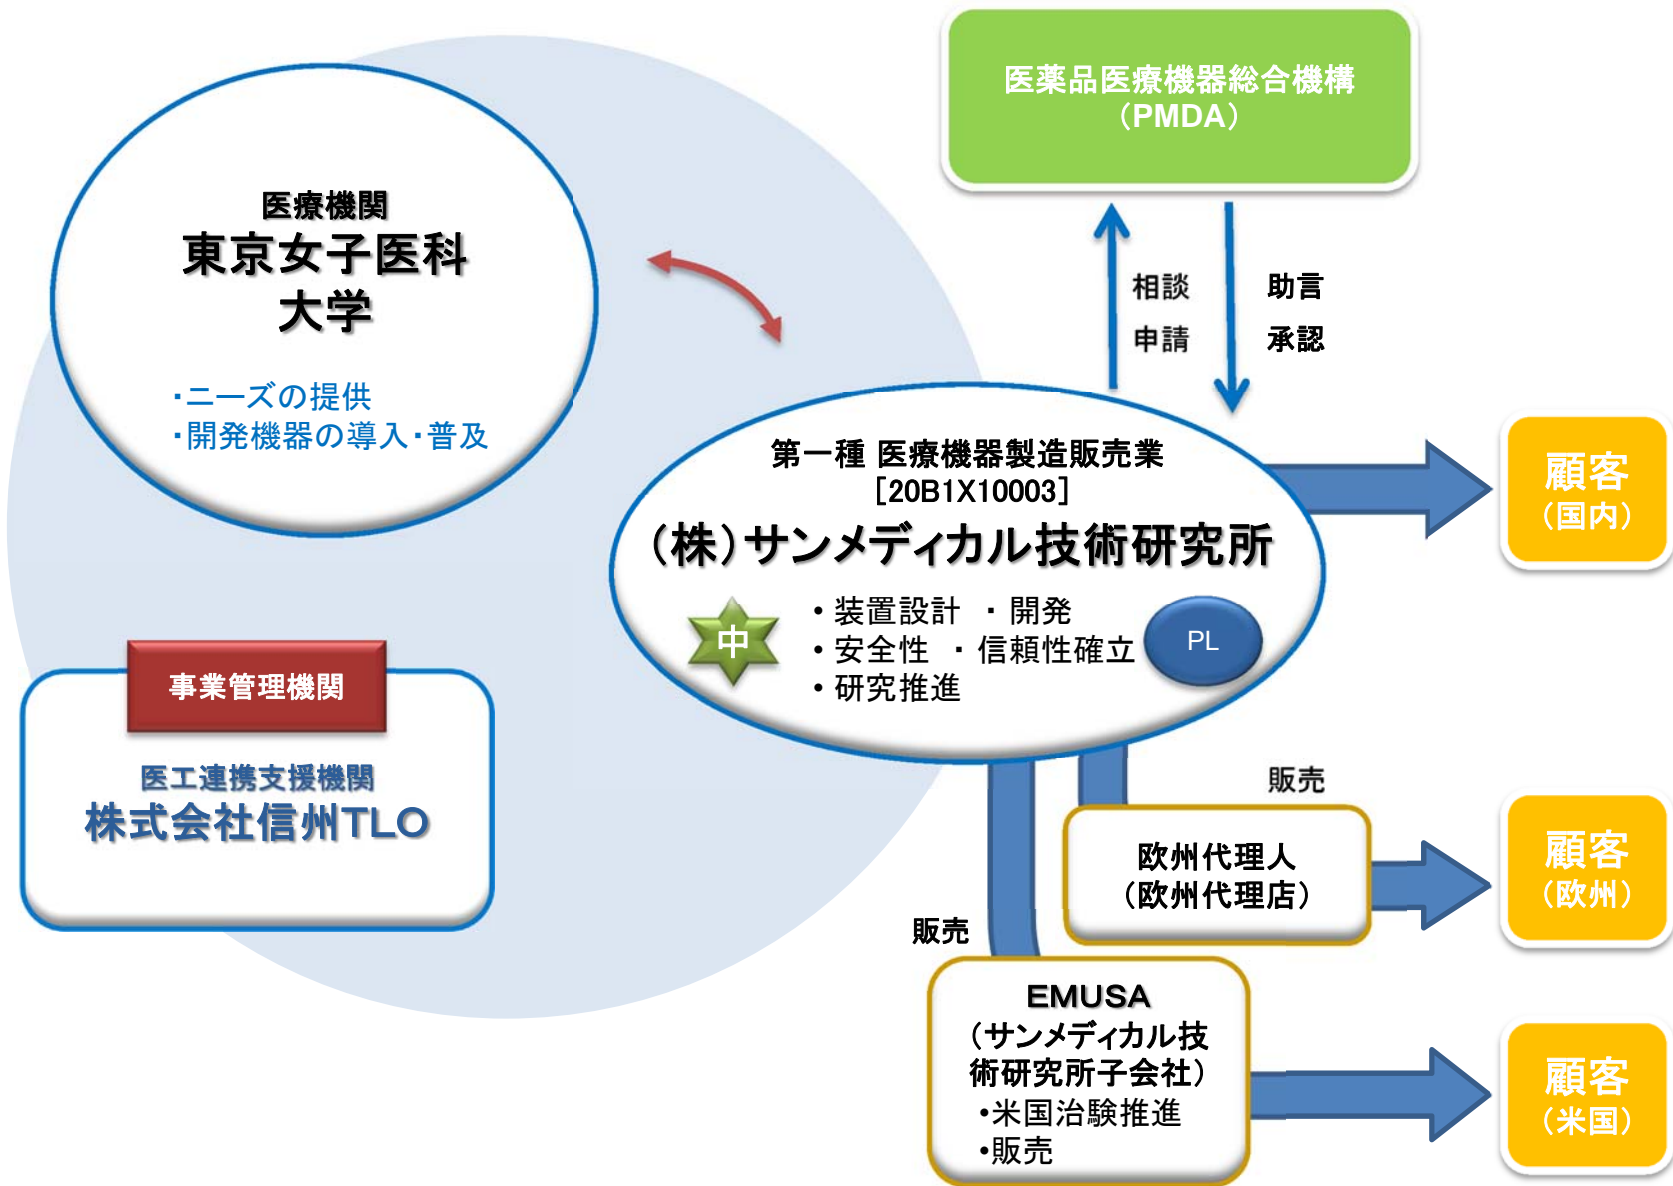 医療機関
東京女子医科
大学
・ニーズの提供
・開発機器の導入・普及
医薬品医療機器総合機構
（PMDA）
相談
申請
助言
承認
第一種 医療機器製造販売業
［20B1X10003］
（株）サンメディカル技術研究所
中
・装置設計 ・開発
・安全性 ・信頼性確立
・研究推進
PL
顧客
（国内）
事業管理機関
医工連携支援機関
株式会社信州TLO
販売
欧州代理人
（欧州代理店）
顧客
（欧州）
販売
EMUSA
（サンメディカル技
術研究所子会社）
・米国治験推進
・販売
顧客
（米国）